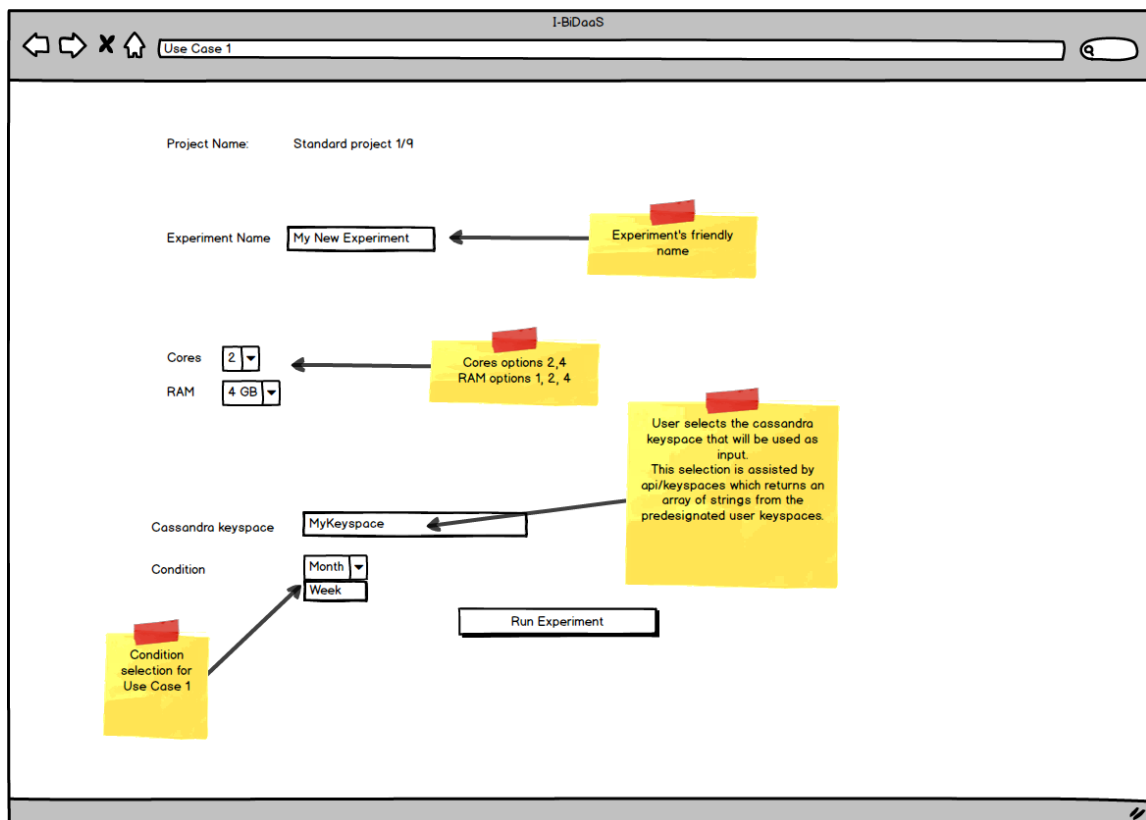 I-BiDaaS
Use Case 1
Project Name: Standard project 1/9
Experiment Name My New Experiment
Experiment's friendly
name
Cores 2
RAM 4 GB
Cores options 2,4
RAM options 1, 2, 4
User selects the cassandra
keyspace that will be used as
input.
This selection is assisted by
api/keyspaces which returns an
array of strings from the
predesignated user keyspaces.
Cassandra keyspace MyKeyspace
Condition Month
Week
Run Experiment
Condition
selection for
Use Case 1